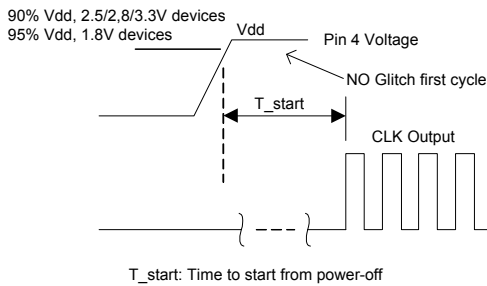 90% Vdd, 2.5/2,8/3.3V devices
95% Vdd, 1.8V devices
Vdd
Pin 4 Voltage
NO Glitch first cycle
T_start
CLK Output
T_start: Time to start from power-off